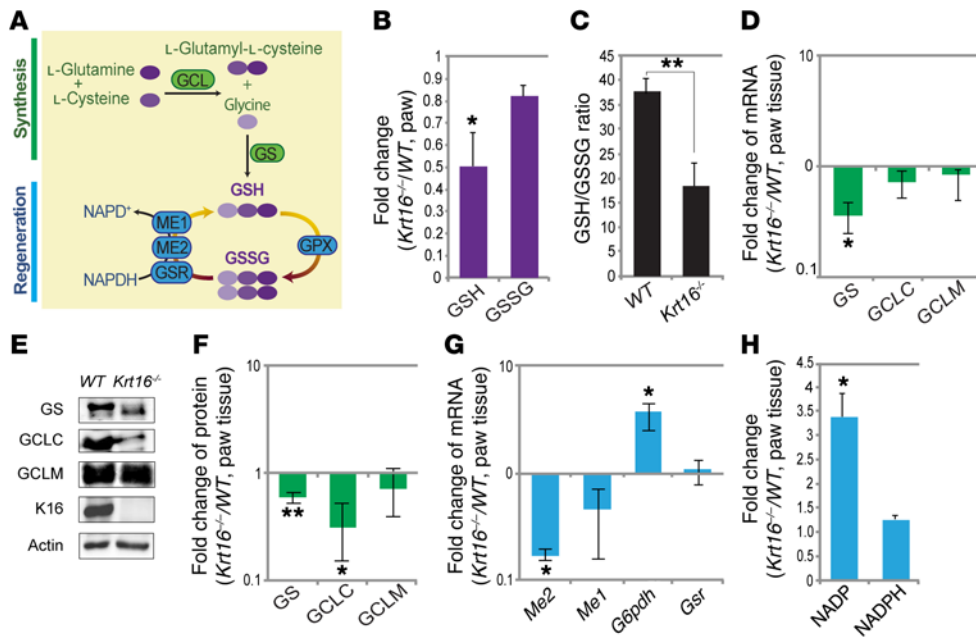 A
Synthesis
Regeneration
L-Glutamine
+
L-Cysteine
GCL
L-Glutamyl-L-cysteine
+
Glycine
GS
GSH
NAPD⁺
ME1
ME2
NAPDH
GSR
GSSG
GPX
B
Fold change
(Krt16⁻/⁻/WT, paw)
1
0.9
0.8
0.7
0.6
0.5
0.4
0.3
0.2
0.1
0
*
GSH
GSSG
C
GSH/GSSG ratio
45
40
35
30
25
20
15
10
5
0
**
WT
Krt16⁻/⁻
D
Fold change of mRNA
(Krt16⁻/⁻/WT, paw tissue)
10
0
0.1
*
GS
GCLC
GCLM
E
WT Krt16⁻/⁻
GS
GCLC
GCLM
K16
Actin
F
Fold change of protein
(Krt16⁻/⁻/WT, paw tissue)
10
1
0.1
**
*
GS
GCLC
GCLM
G
Fold change of mRNA
(Krt16⁻/⁻/WT, paw tissue)
10
0
0.1
*
*
Me2
Me1
G6pdh
Gsr
H
Fold change
(Krt16⁻/⁻/WT, paw tissue)
4.5
4
3.5
3
2.5
2
1.5
1
0.5
0
*
NADP
NADPH